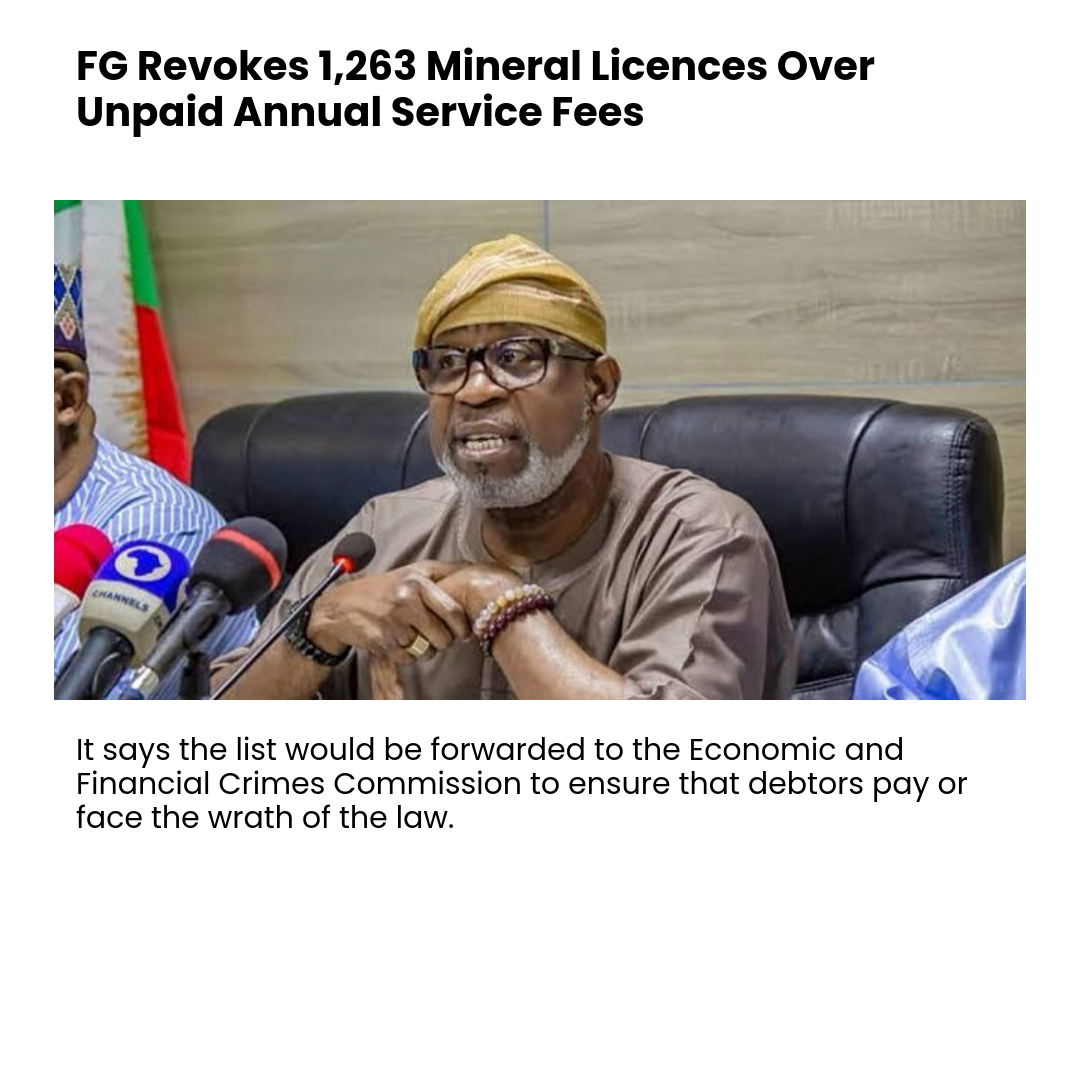 FG Revokes 1,263 Mineral Licences Over
Unpaid Annual Service Fees
CHANNELS
It says the list would be forwarded to the Economic and
Financial Crimes Commission to ensure that debtors pay or
face the wrath of the law.